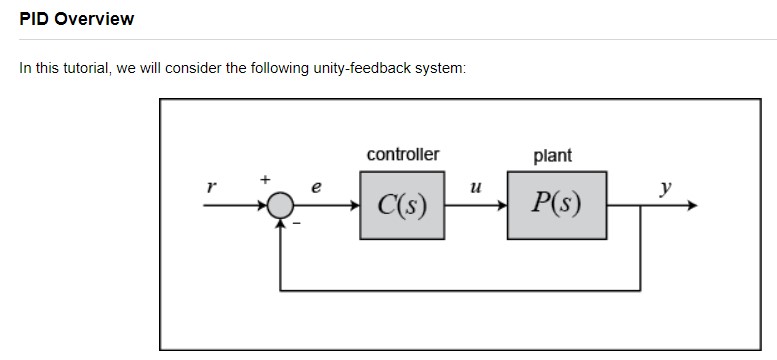 PID Overview
In this tutorial, we will consider the following unity-feedback system:
controller
plant
r
+
e
C(s)
u
P(s)
y
−